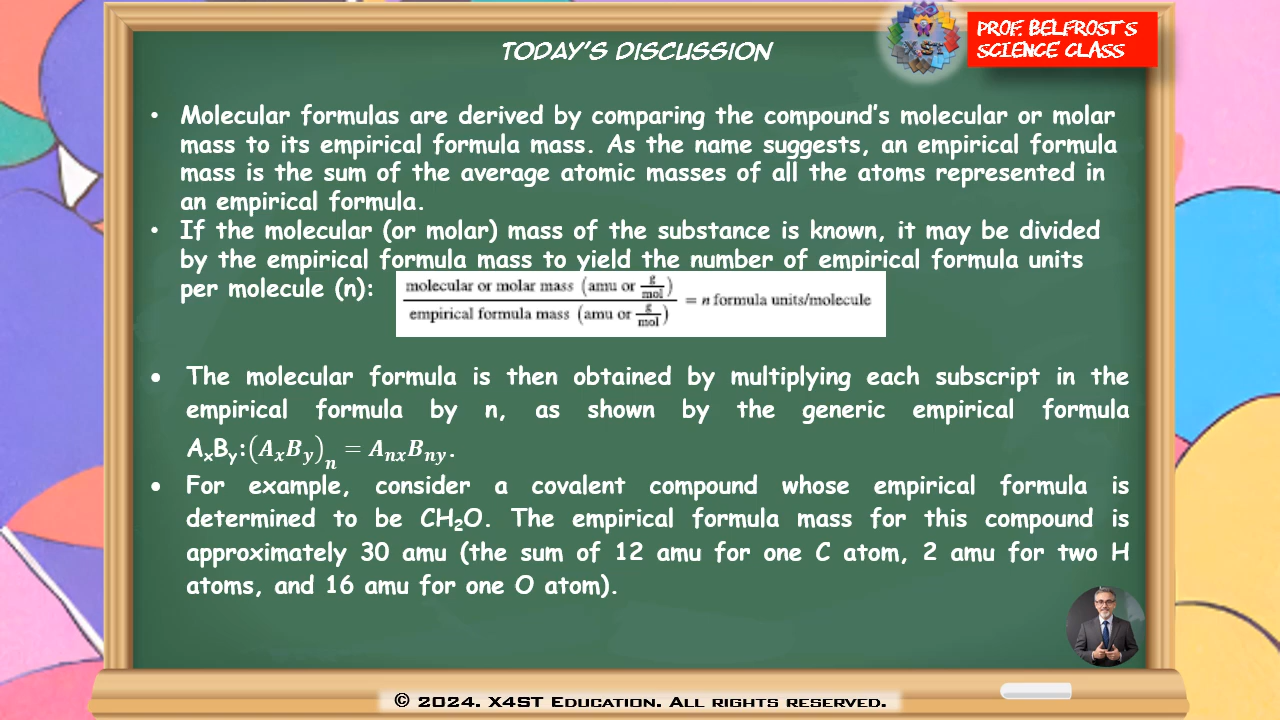 TODAY'S DISCUSSION
X4ST
PROF. BELFROST'S
SCIENCE CLASS
• Molecular formulas are derived by comparing the compound's molecular or molar
mass to its empirical formula mass. As the name suggests, an empirical formula
mass is the sum of the average atomic masses of all the atoms represented in
an empirical formula.
• If the molecular (or molar) mass of the substance is known, it may be divided
by the empirical formula mass to yield the number of empirical formula units
per molecule (n):
molecular or molar mass (amu or g/mol)
empirical formula mass (amu or g/mol)
= n formula units/molecule
• The molecular formula is then obtained by multiplying each subscript in the
empirical formula by n, as shown by the generic empirical formula
AₓBᵧ:(AₓBᵧ)ₙ = AₙₓBₙᵧ.
• For example, consider a covalent compound whose empirical formula is
determined to be CH₂O. The empirical formula mass for this compound is
approximately 30 amu (the sum of 12 amu for one C atom, 2 amu for two H
atoms, and 16 amu for one O atom).
© 2024. X4ST Education. All rights reserved.